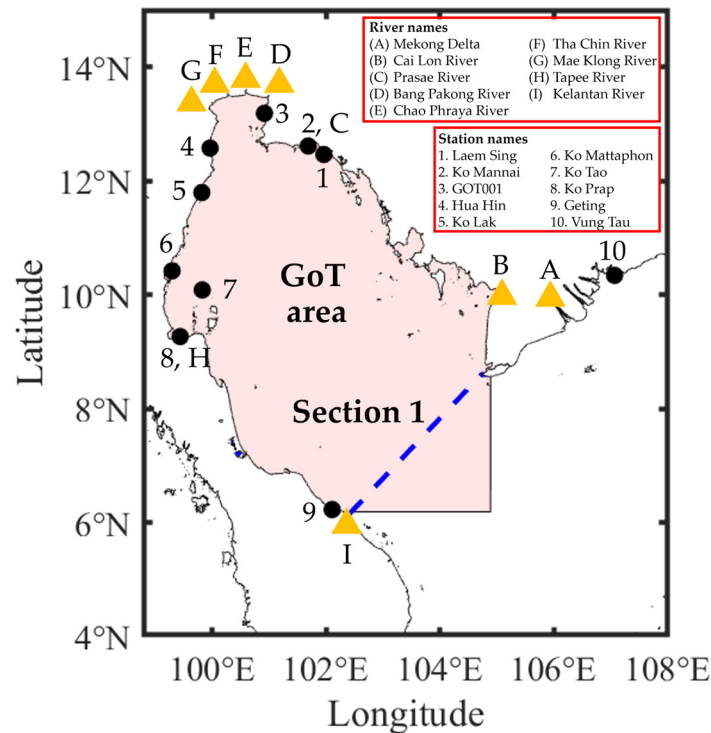 River names
(A) Mekong Delta (F) Tha Chin River
(B) Cai Lon River (G) Mae Klong River
(C) Prasae River (H) Tapee River
(D) Bang Pakong River (I) Kelantan River
(E) Chao Phraya River
Station names
1. Laem Sing 6. Ko Mattaphon
2. Ko Mannai 7. Ko Tao
3. GOT001 8. Ko Prap
4. Hua Hin 9. Geting
5. Ko Lak 10. Vung Tau
G F E D
3
2, C
1
4
5
6
7
8, H
B A 10
GoT
area
Section 1
9
I
14°N
12°N
10°N
8°N
6°N
4°N
Latitude
100°E 102°E 104°E 106°E 108°E
Longitude